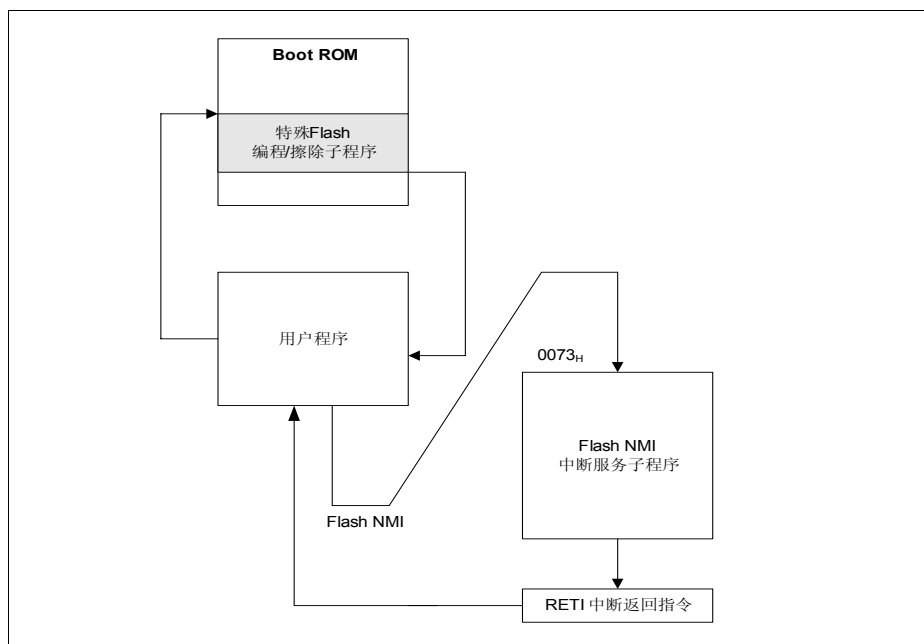 Boot ROM
特殊Flash
编程/擦除子程序
用户程序
0073H
Flash NMI
中断服务子程序
Flash NMI
RETI 中断返回指令